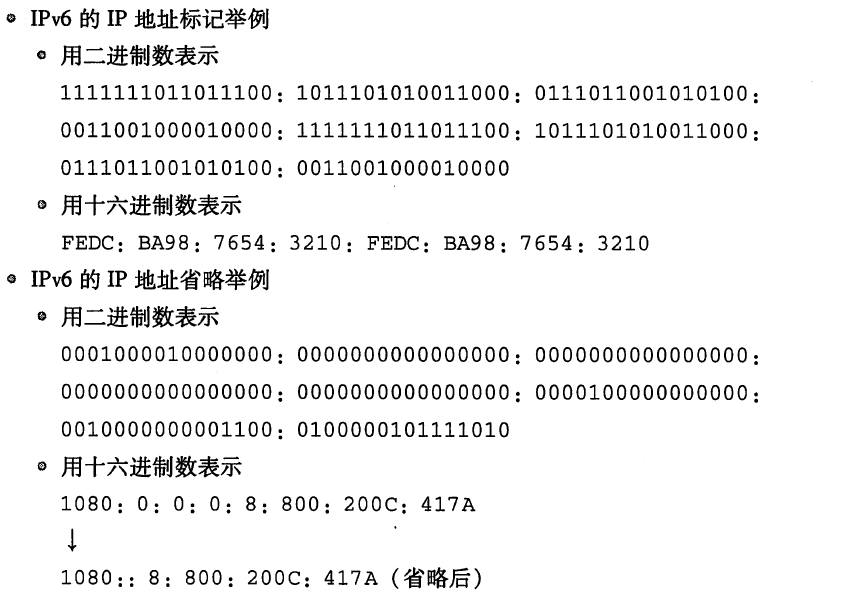 • IPv6 的 IP 地址标记举例
• 用二进制数表示
1111111011011100: 1011101010011000: 0111011001010100:
0011001000010000: 1111111011011100: 1011101010011000:
0111011001010100: 0011001000010000
• 用十六进制数表示
FEDC: BA98: 7654: 3210: FEDC: BA98: 7654: 3210
• IPv6 的 IP 地址省略举例
• 用二进制数表示
0001000010000000: 0000000000000000: 0000000000000000:
0000000000000000: 0000000000000000: 0000100000000000:
0010000000001100: 0100000101111010
• 用十六进制数表示
1080: 0: 0: 0: 8: 800: 200C: 417A
↓
1080:: 8: 800: 200C: 417A (省略后)